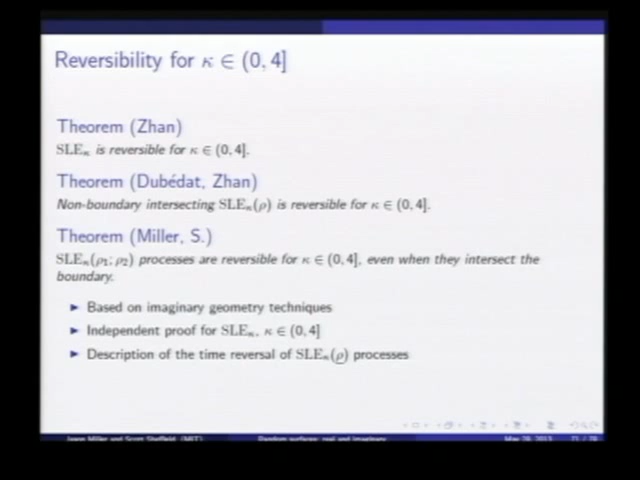 Reversibility for κ ∈ (0, 4]
Theorem (Zhan)
SLEκ is reversible for κ ∈ (0, 4].
Theorem (Dubédat, Zhan)
Non-boundary intersecting SLEκ(ρ) is reversible for κ ∈ (0, 4].
Theorem (Miller, S.)
SLEκ(ρ₁; ρ₂) processes are reversible for κ ∈ (0, 4], even when they intersect the
boundary.
▶ Based on imaginary geometry techniques
▶ Independent proof for SLEκ, κ ∈ (0, 4]
▶ Description of the time reversal of SLEκ(ρ) processes
Jason Miller and Scott Sheffield (MIT) Random surfaces: real and imaginary May 28, 2013